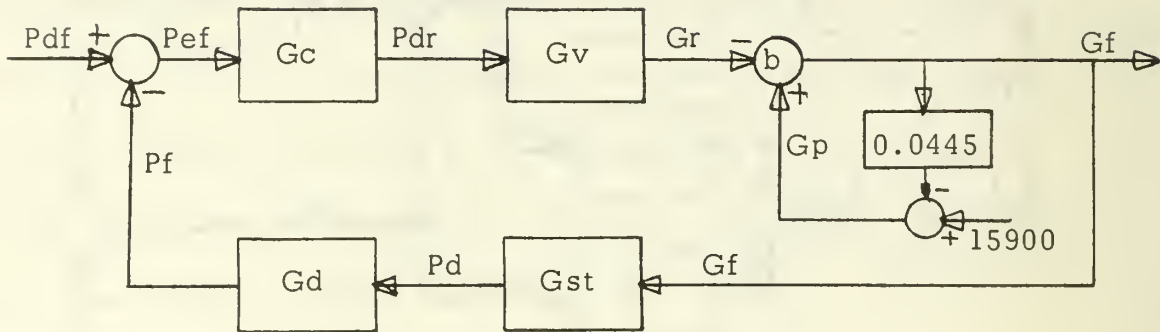 Pdf + Pef Gc Pdr Gv Gr - b Gf
-
+
Pf Gp 0.0445
-
+ 15900
Gd Pd Gst Gf